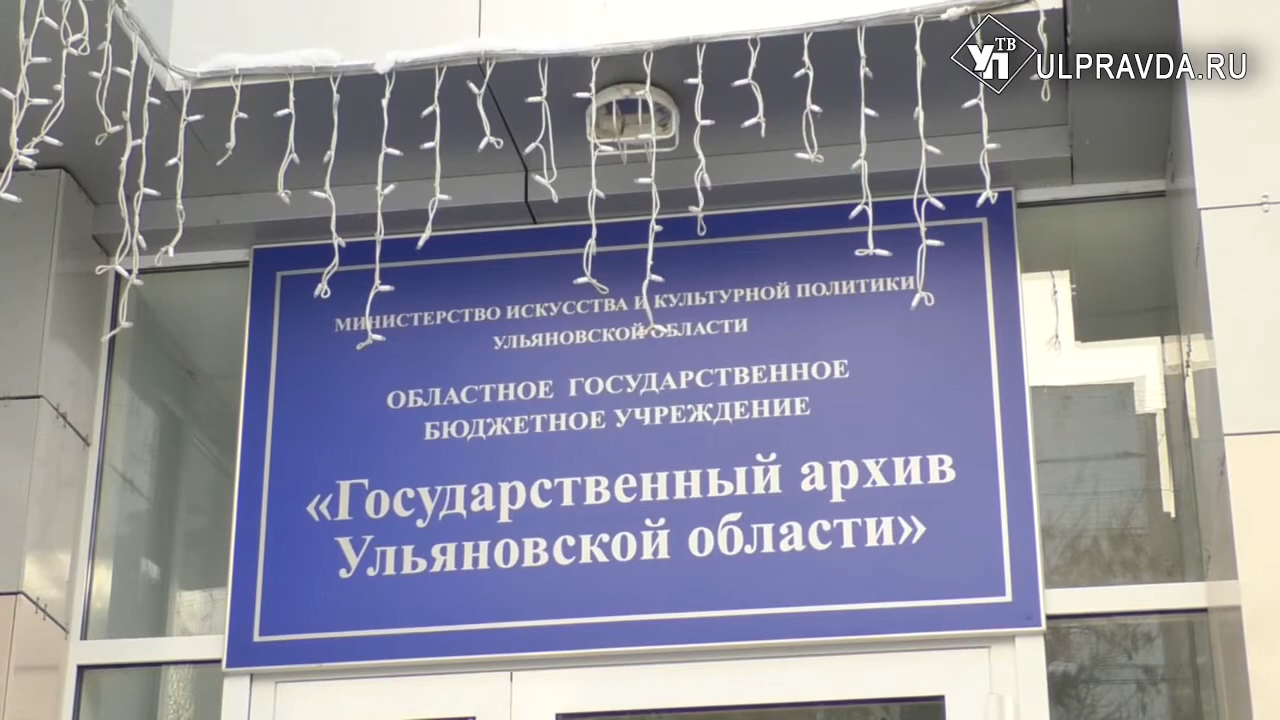 УП ТВ
ULPRAVDA.RU
МИНИСТЕРСТВО ИСКУССТВА И КУЛЬТУРНОЙ ПОЛИТИКИ
УЛЬЯНОВСКОЙ ОБЛАСТИ
ОБЛАСТНОЕ ГОСУДАРСТВЕННОЕ
БЮДЖЕТНОЕ УЧРЕЖДЕНИЕ
«Государственный архив
Ульяновской области»